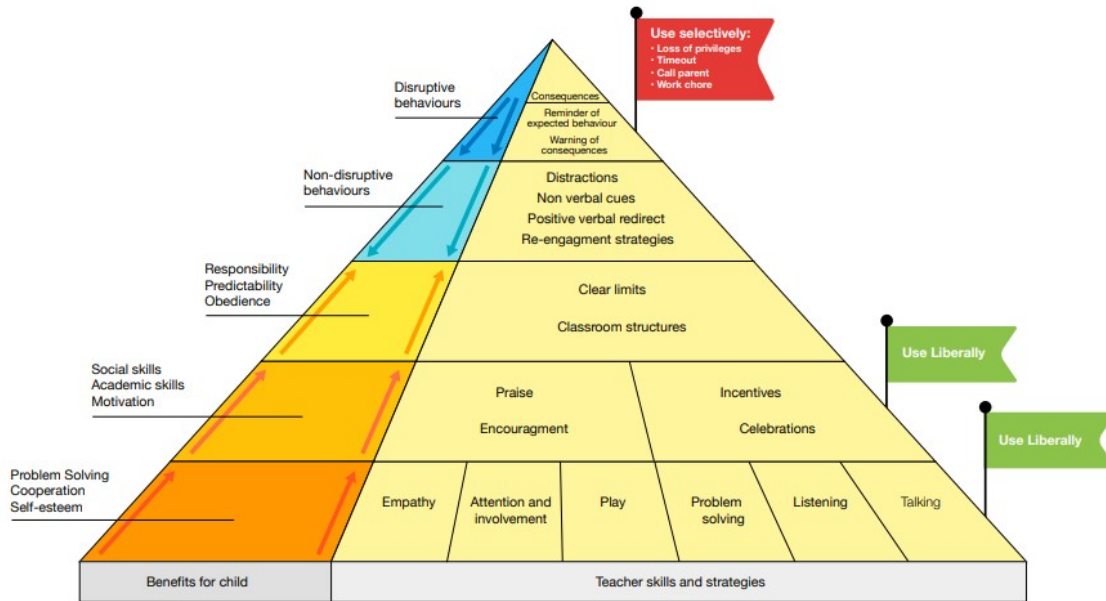 Use selectively:
· Loss of privileges
· Timeout
· Call parent
· Work chore
Disruptive
behaviours
Consequences
Reminder of
expected behaviour
Warning of
consequences
Non-disruptive
behaviours
Distractions
Non verbal cues
Positive verbal redirect
Re-engagment strategies
Responsibility
Predictability
Obedience
Clear limits
Classroom structures
Use Liberally
Social skills
Academic skills
Motivation
Praise
Encouragment
Incentives
Celebrations
Use Liberally
Problem Solving
Cooperation
Self-esteem
Empathy
Attention and
involvement
Play
Problem
solving
Listening
Talking
Benefits for child
Teacher skills and strategies